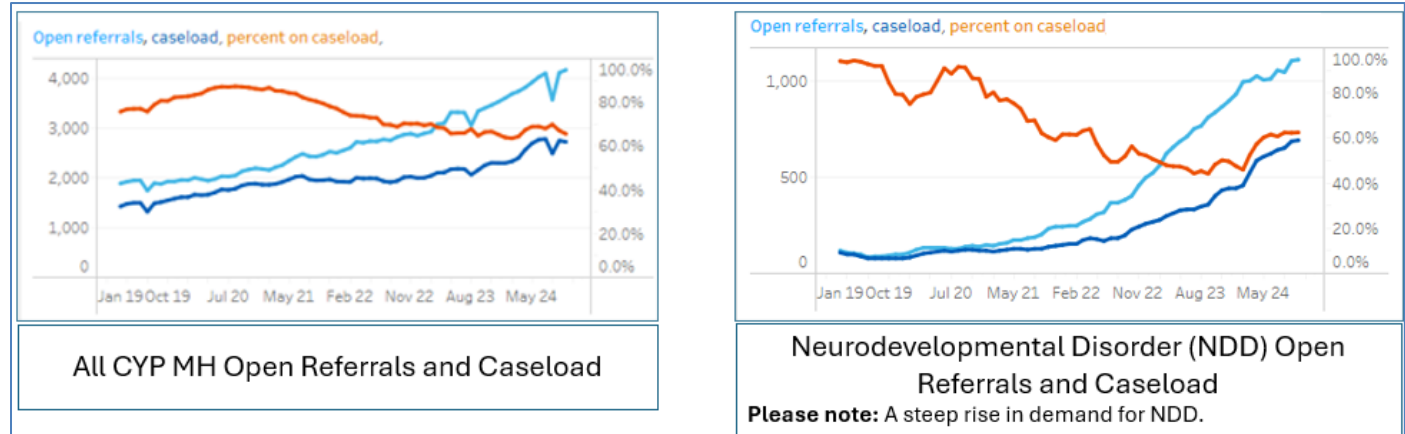 Open referrals, caseload, percent on caseload,
4,000
3,000
2,000
1,000
0
100.0%
80.0%
60.0%
40.0%
20.0%
0.0%
Jan 19 Oct 19 Jul 20 May 21 Feb 22 Nov 22 Aug 23 May 24
All CYP MH Open Referrals and Caseload
Open referrals, caseload, percent on caseload
1,000
500
0
100.0%
80.0%
60.0%
40.0%
20.0%
0.0%
Jan 19 Oct 19 Jul 20 May 21 Feb 22 Nov 22 Aug 23 May 24
Neurodevelopmental Disorder (NDD) Open
Referrals and Caseload
Please note: A steep rise in demand for NDD.